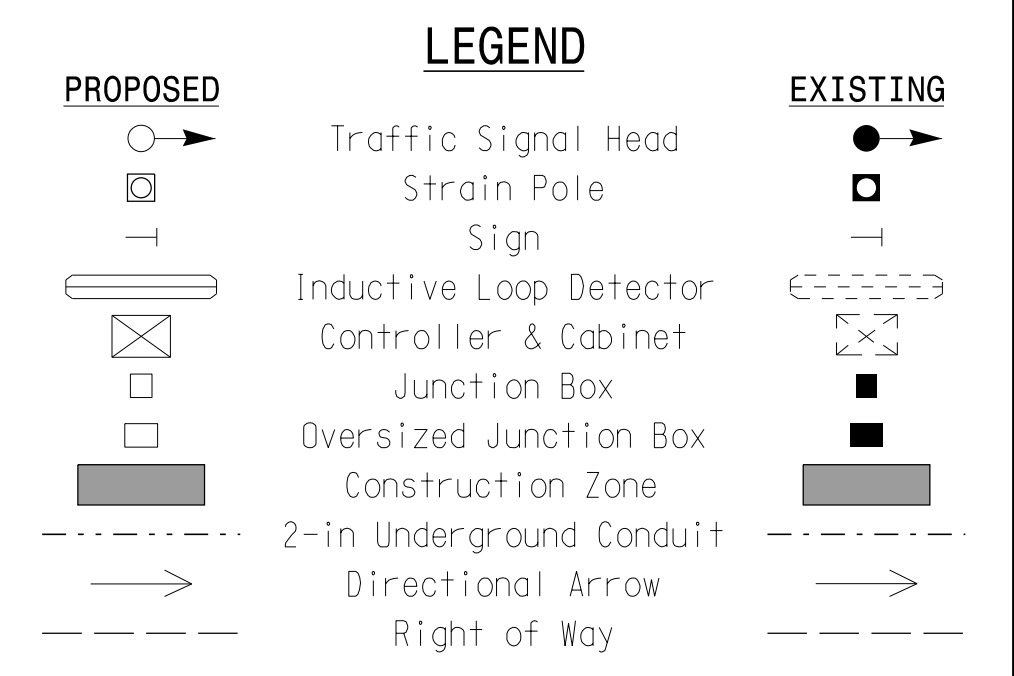 LEGEND
PROPOSED EXISTING
Traffic Signal Head
Strain Pole
Sign
Inductive Loop Detector
Controller & Cabinet
Junction Box
Oversized Junction Box
Construction Zone
2-in Underground Conduit
Directional Arrow
Right of Way